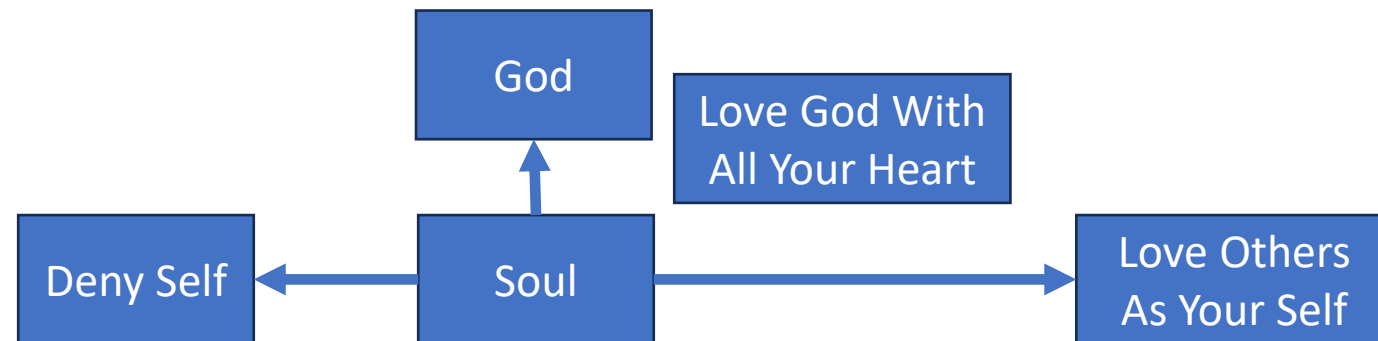 God
Love God With
All Your Heart
Deny Self
Soul
Love Others
As Your Self